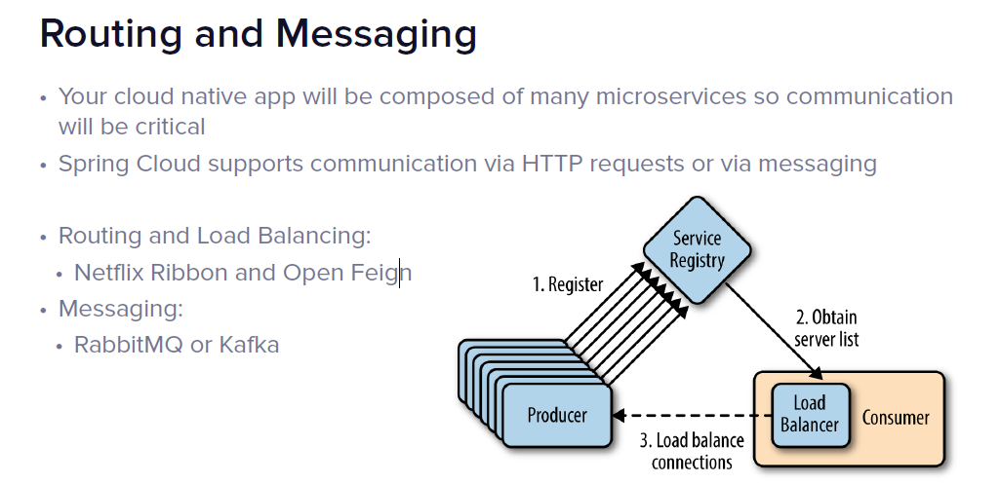 Routing and Messaging
• Your cloud native app will be composed of many microservices so communication
will be critical
• Spring Cloud supports communication via HTTP requests or via messaging
• Routing and Load Balancing:
• Netflix Ribbon and Open Feign
• Messaging:
• RabbitMQ or Kafka
Service
Registry
1. Register
2. Obtain
server list
Producer
Load
Balancer
Consumer
3. Load balance
connections